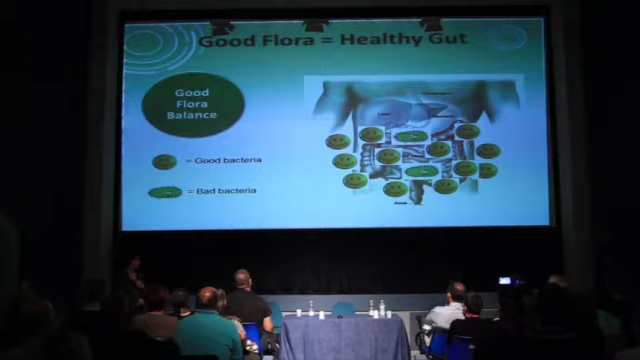 Good Flora = Healthy Gut
Good
Flora
Balance
= Good bacteria
= Bad bacteria